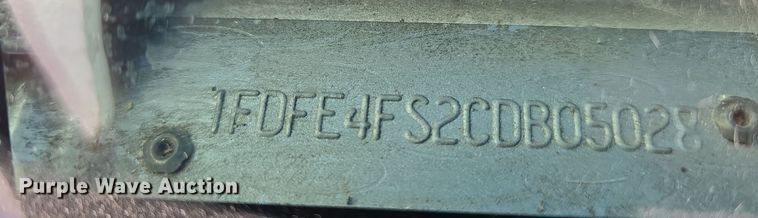 1FDFE4FS2CDB05028
Purple Wave Auction